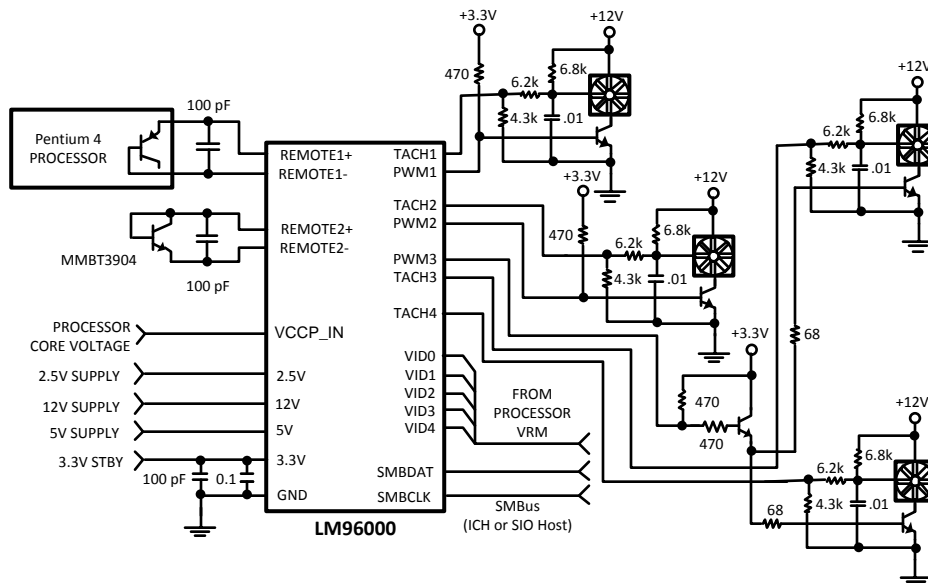 +3.3V
+12V
470
6.2k
6.8k
4.3k
.01
100 pF
Pentium 4
PROCESSOR
REMOTE1+
REMOTE1-
TACH1
PWM1
+3.3V
+12V
470
6.2k
6.8k
4.3k
.01
+12V
6.2k
6.8k
4.3k
.01
MMBT3904
100 pF
REMOTE2+
REMOTE2-
TACH2
PWM2
PWM3
TACH3
TACH4
PROCESSOR
CORE VOLTAGE
VCCP_IN
2.5V SUPPLY
2.5V
12V SUPPLY
12V
5V SUPPLY
5V
3.3V STBY
3.3V
100 pF
0.1
GND
VID0
VID1
VID2
VID3
VID4
FROM
PROCESSOR
VRM
SMBDAT
SMBCLK
SMBus
(ICH or SIO Host)
LM96000
+3.3V
68
470
470
68
+12V
6.2k
6.8k
4.3k
.01